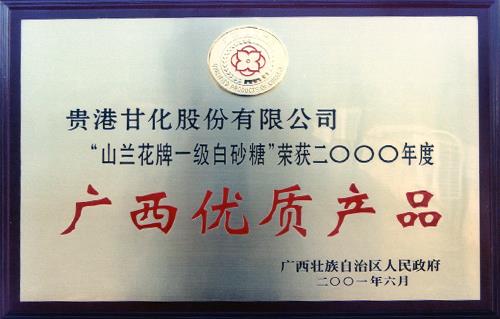 贵港甘化股份有限公司
“山兰花牌一级白砂糖”荣获二〇〇〇年度
广西优质产品
广西壮族自治区人民政府
二〇〇一年六月